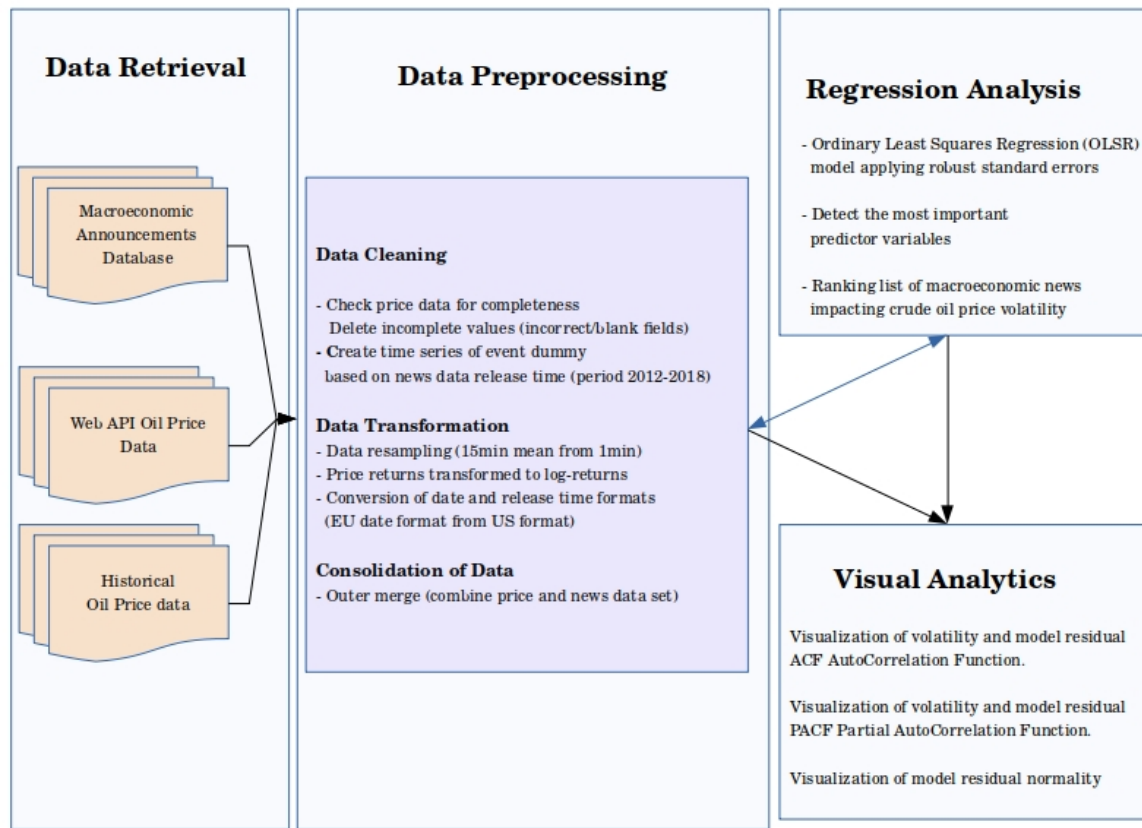 Data Retrieval
Macroeconomic
Announcements
Database
Web API Oil Price
Data
Historical
Oil Price data
Data Preprocessing
Data Cleaning
- Check price data for completeness
Delete incomplete values (incorrect/blank fields)
- Create time series of event dummy
based on news data release time (period 2012-2018)
Data Transformation
- Data resampling (15min mean from 1min)
- Price returns transformed to log-returns
- Conversion of date and release time formats
(EU date format from US format)
Consolidation of Data
- Outer merge (combine price and news data set)
Regression Analysis
- Ordinary Least Squares Regression (OLSR)
model applying robust standard errors
- Detect the most important
predictor variables
- Ranking list of macroeconomic news
impacting crude oil price volatility
Visual Analytics
Visualization of volatility and model residual
ACF AutoCorrelation Function.
Visualization of volatility and model residual
PACF Partial AutoCorrelation Function.
Visualization of model residual normality